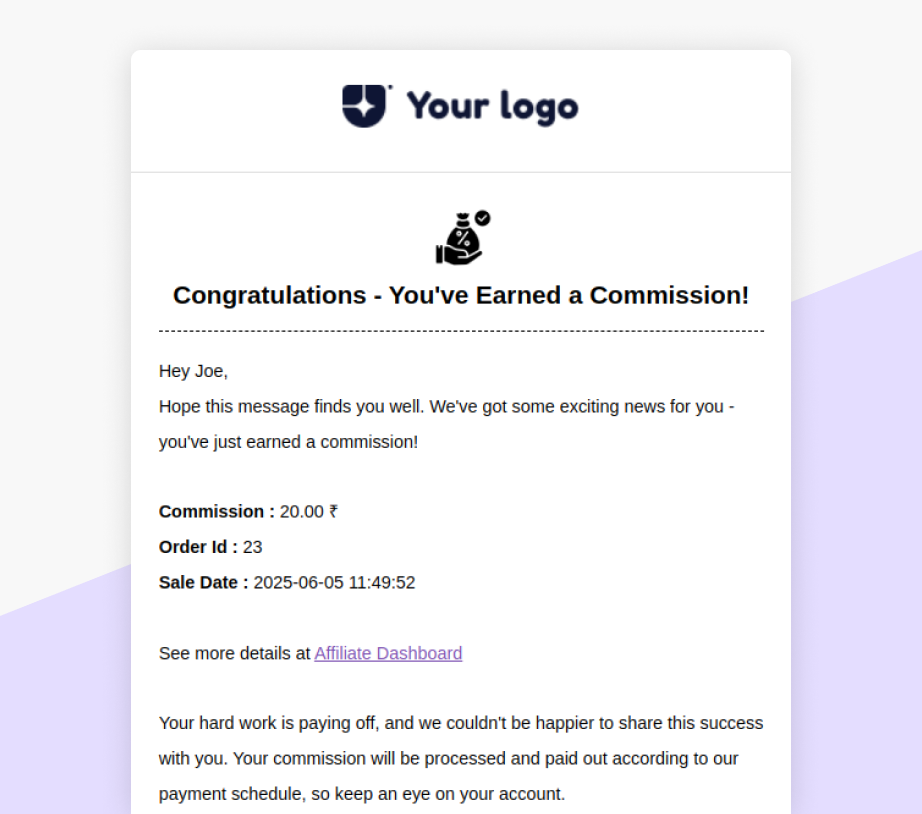 Your logo
Congratulations - You've Earned a Commission!
Hey Joe,
Hope this message finds you well. We've got some exciting news for you -
you've just earned a commission!
Commission : 20.00 ₹
Order Id : 23
Sale Date : 2025-06-05 11:49:52
See more details at Affiliate Dashboard
Your hard work is paying off, and we couldn't be happier to share this success
with you. Your commission will be processed and paid out according to our
payment schedule, so keep an eye on your account.